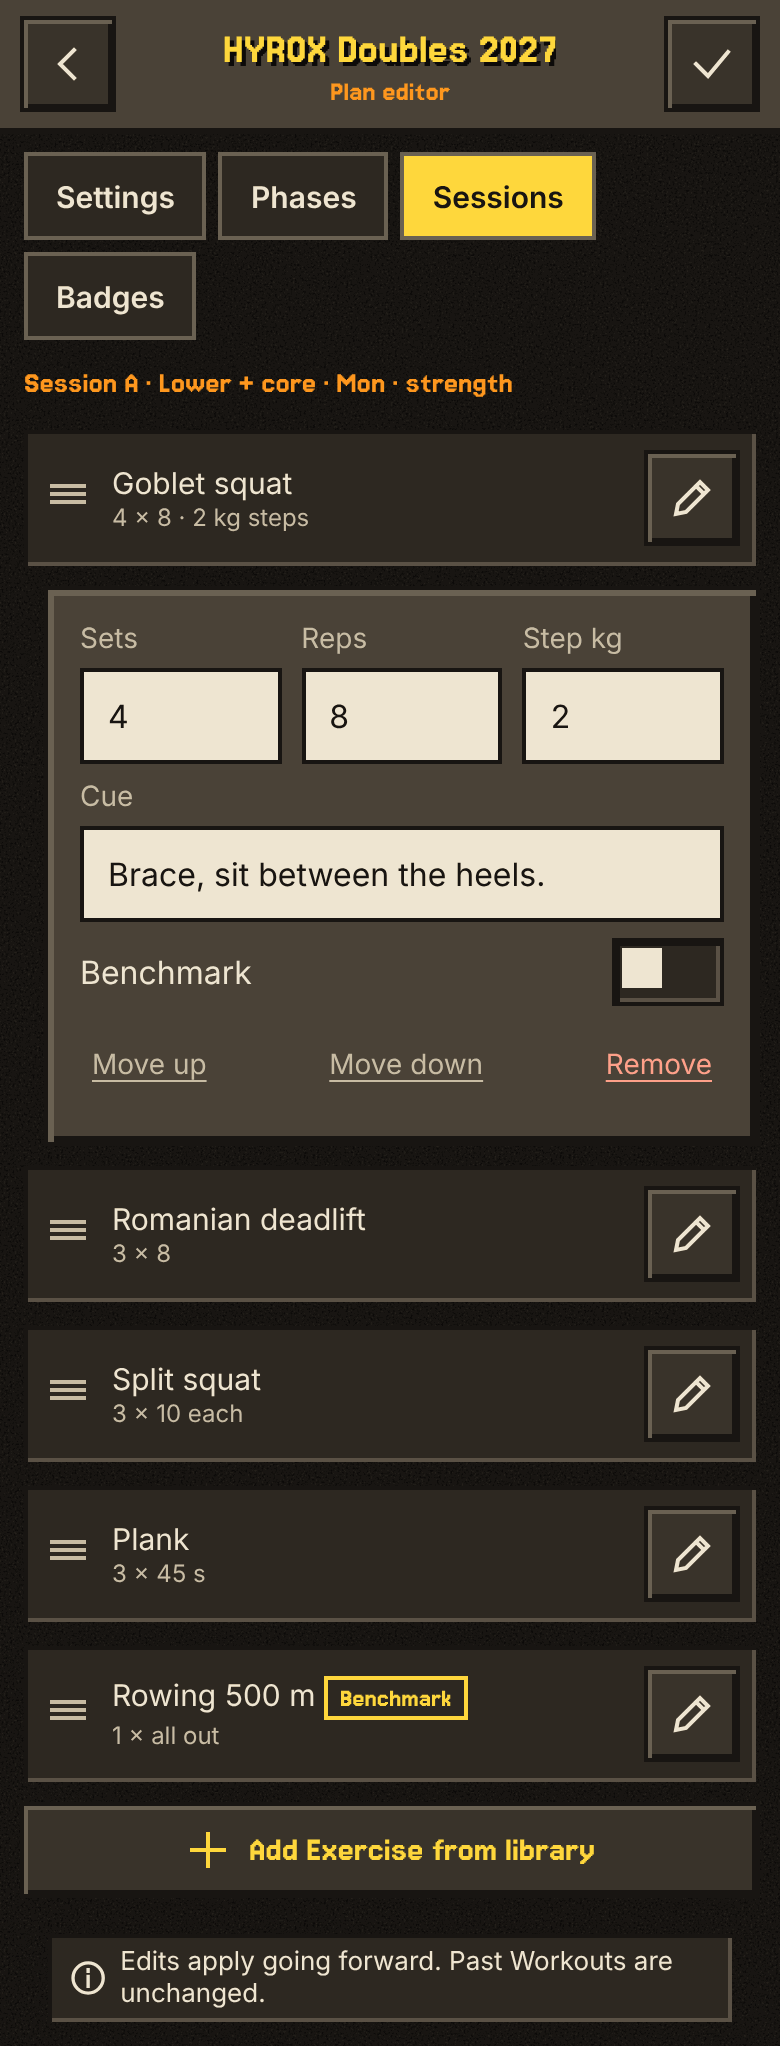 HYROX Doubles 2027
Plan editor
Settings
Phases
Sessions
Badges
Session A · Lower + core · Mon · strength
Goblet squat
4 × 8 · 2 kg steps
Sets
Reps
Step kg
4
8
2
Cue
Brace, sit between the heels.
Benchmark
Move up
Move down
Remove
Romanian deadlift
3 × 8
Split squat
3 × 10 each
Plank
3 × 45 s
Rowing 500 m
Benchmark
1 × all out
Add Exercise from library
Edits apply going forward. Past Workouts are
unchanged.